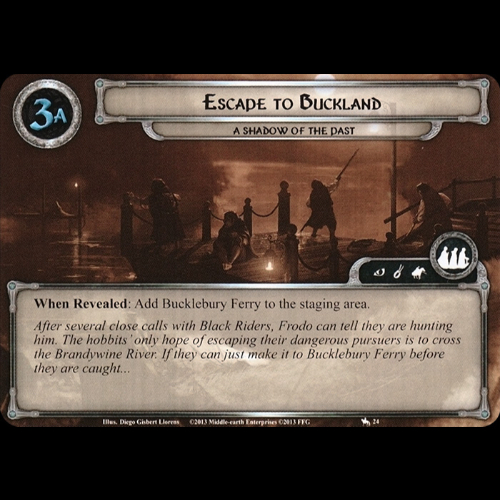 3A
ESCAPE TO BUCKLAND
A SHADOW OF THE PAST
When Revealed: Add Bucklebury Ferry to the staging area.
After several close calls with Black Riders, Frodo can tell they are hunting
him. The hobbits' only hope of escaping their dangerous pursuers is to cross
the Brandywine River. If they can just make it to Bucklebury Ferry before
they are caught...
Illus. Diego Gisbert Llorens ©2013 Middle-earth Enterprises ©2013 FFG 24